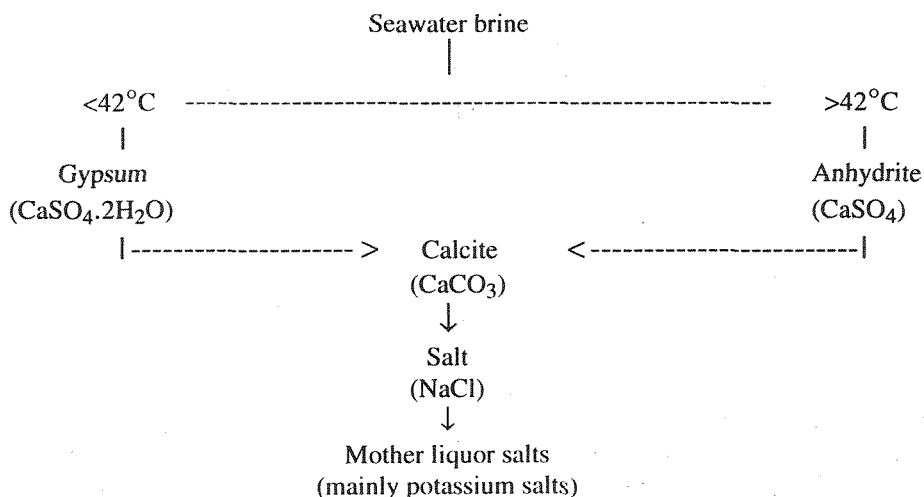 Seawater brine
<42°C ---------------------------------------------------------------- >42°C
Gypsum Anhydrite
(CaSO4.2H2O) (CaSO4)
|--------------------> Calcite <--------------------|
(CaCO3)
↓
Salt
(NaCl)
↓
Mother liquor salts
(mainly potassium salts)